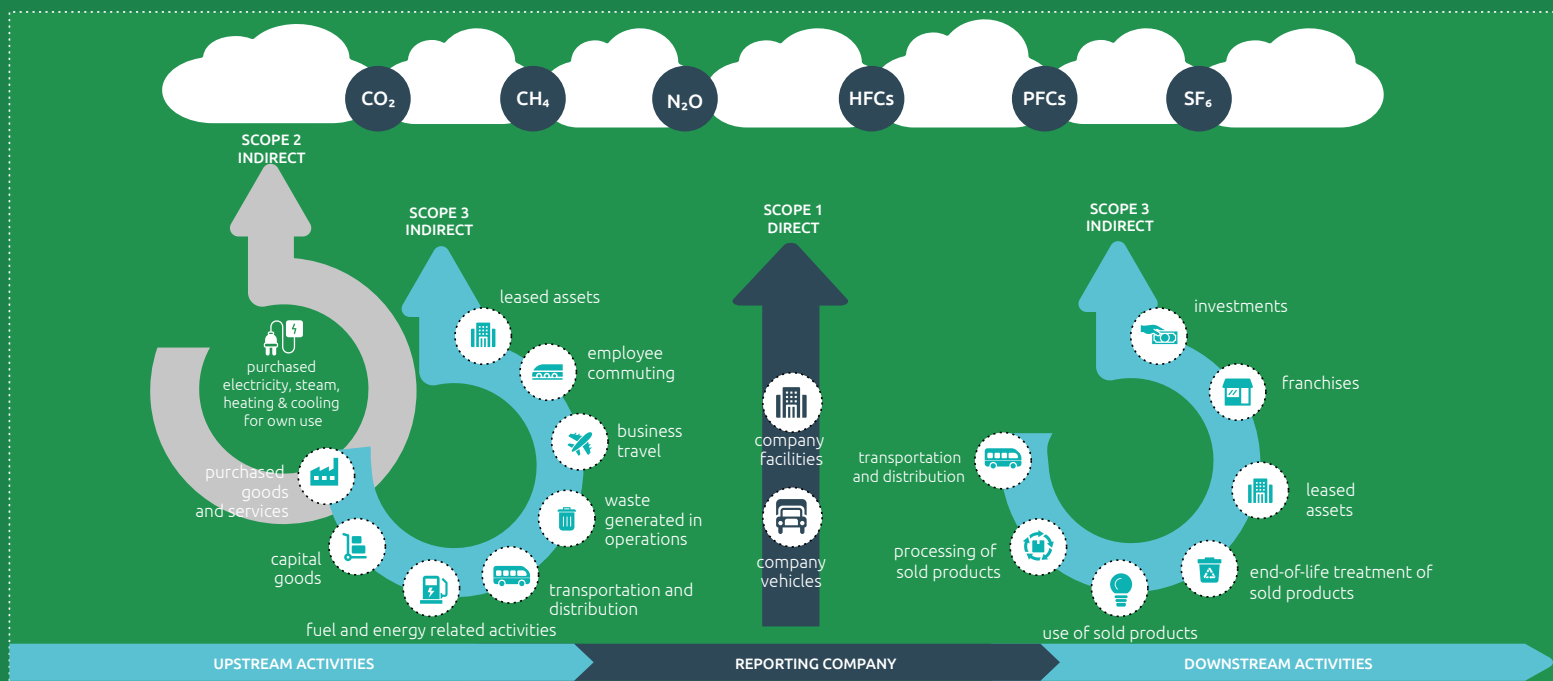 CO₂
CH₄
N₂O
HFCs
PFCs
SF₆
SCOPE 2
INDIRECT
purchased
electricity, steam,
heating & cooling
for own use
SCOPE 3
INDIRECT
leased assets
employee
commuting
business
travel
waste
generated in
operations
transportation and
distribution
fuel and energy related activities
capital
goods
purchased
goods
and services
SCOPE 1
DIRECT
company
facilities
company
vehicles
SCOPE 3
INDIRECT
investments
franchises
leased
assets
end-of-life treatment of
sold products
use of sold products
processing of
sold products
transportation
and distribution
UPSTREAM ACTIVITIES
REPORTING COMPANY
DOWNSTREAM ACTIVITIES